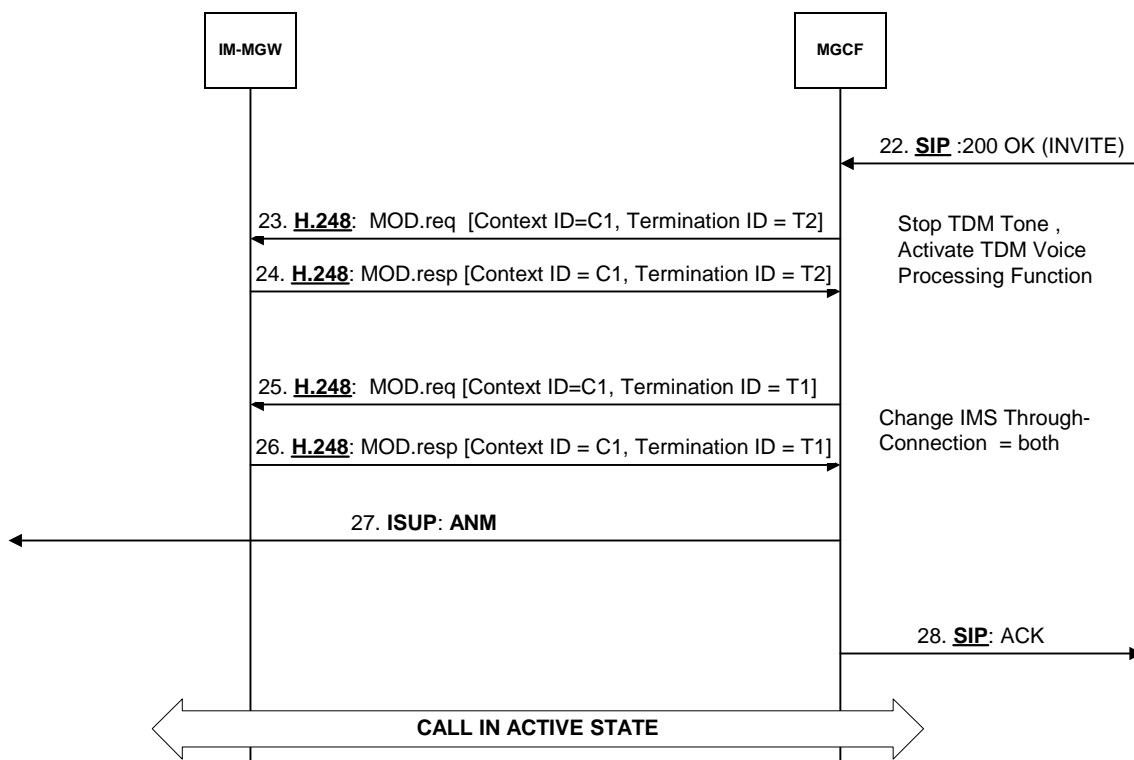 IM-MGW
MGCF
22. SIP :200 OK (INVITE)
23. H.248: MOD.req [Context ID=C1, Termination ID = T2]
Stop TDM Tone ,
Activate TDM Voice
Processing Function
24. H.248: MOD.resp [Context ID = C1, Termination ID = T2]
25. H.248: MOD.req [Context ID=C1, Termination ID = T1]
Change IMS Through-
Connection = both
26. H.248: MOD.resp [Context ID = C1, Termination ID = T1]
27. ISUP: ANM
28. SIP: ACK
CALL IN ACTIVE STATE